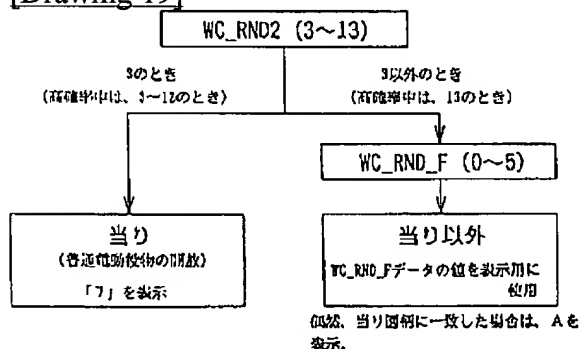 [Drawing 19]
WC_RND2 (3～13)
3のとき
(高確率中は、3～12のとき)
3以外のとき
(高確率中は、13のとき)
WC_RND_F (0～5)
当り
(普通電動役物の開放)
「7」を表示
当り以外
WC_RND_Fデータの値を表示用に
使用
偶然、当り図柄に一致した場合は、Aを
表示。